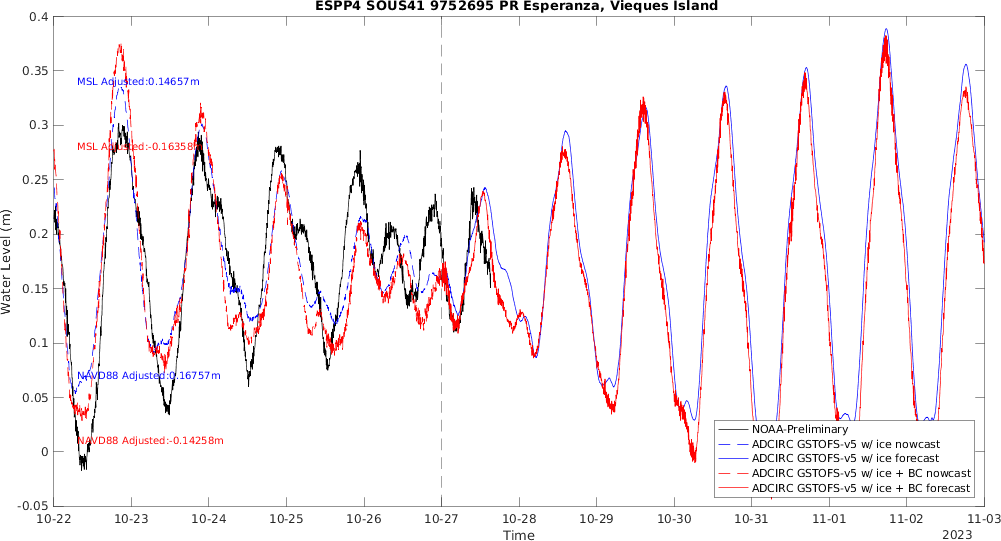 ESPP4 SOUS41 9752695 PR Esperanza, Vieques Island
0.4
0.35
0.3
0.25
0.2
0.15
0.1
0.05
0
-0.05
Water Level (m)
MSL Adjusted:0.14657m
MSL Adjusted:-0.16358
NAVD88 Adjusted:0.16757m
NAVD88 Adjusted:-0.14258m
NOAA-Preliminary
ADCIRC GSTOFS-v5 w/ ice nowcast
ADCIRC GSTOFS-v5 w/ ice forecast
ADCIRC GSTOFS-v5 w/ ice + BC nowcast
ADCIRC GSTOFS-v5 w/ ice + BC forecast
10-22 10-23 10-24 10-25 10-26 10-27 10-28 10-29 10-30 10-31 11-01 11-02 11-03
Time
2023